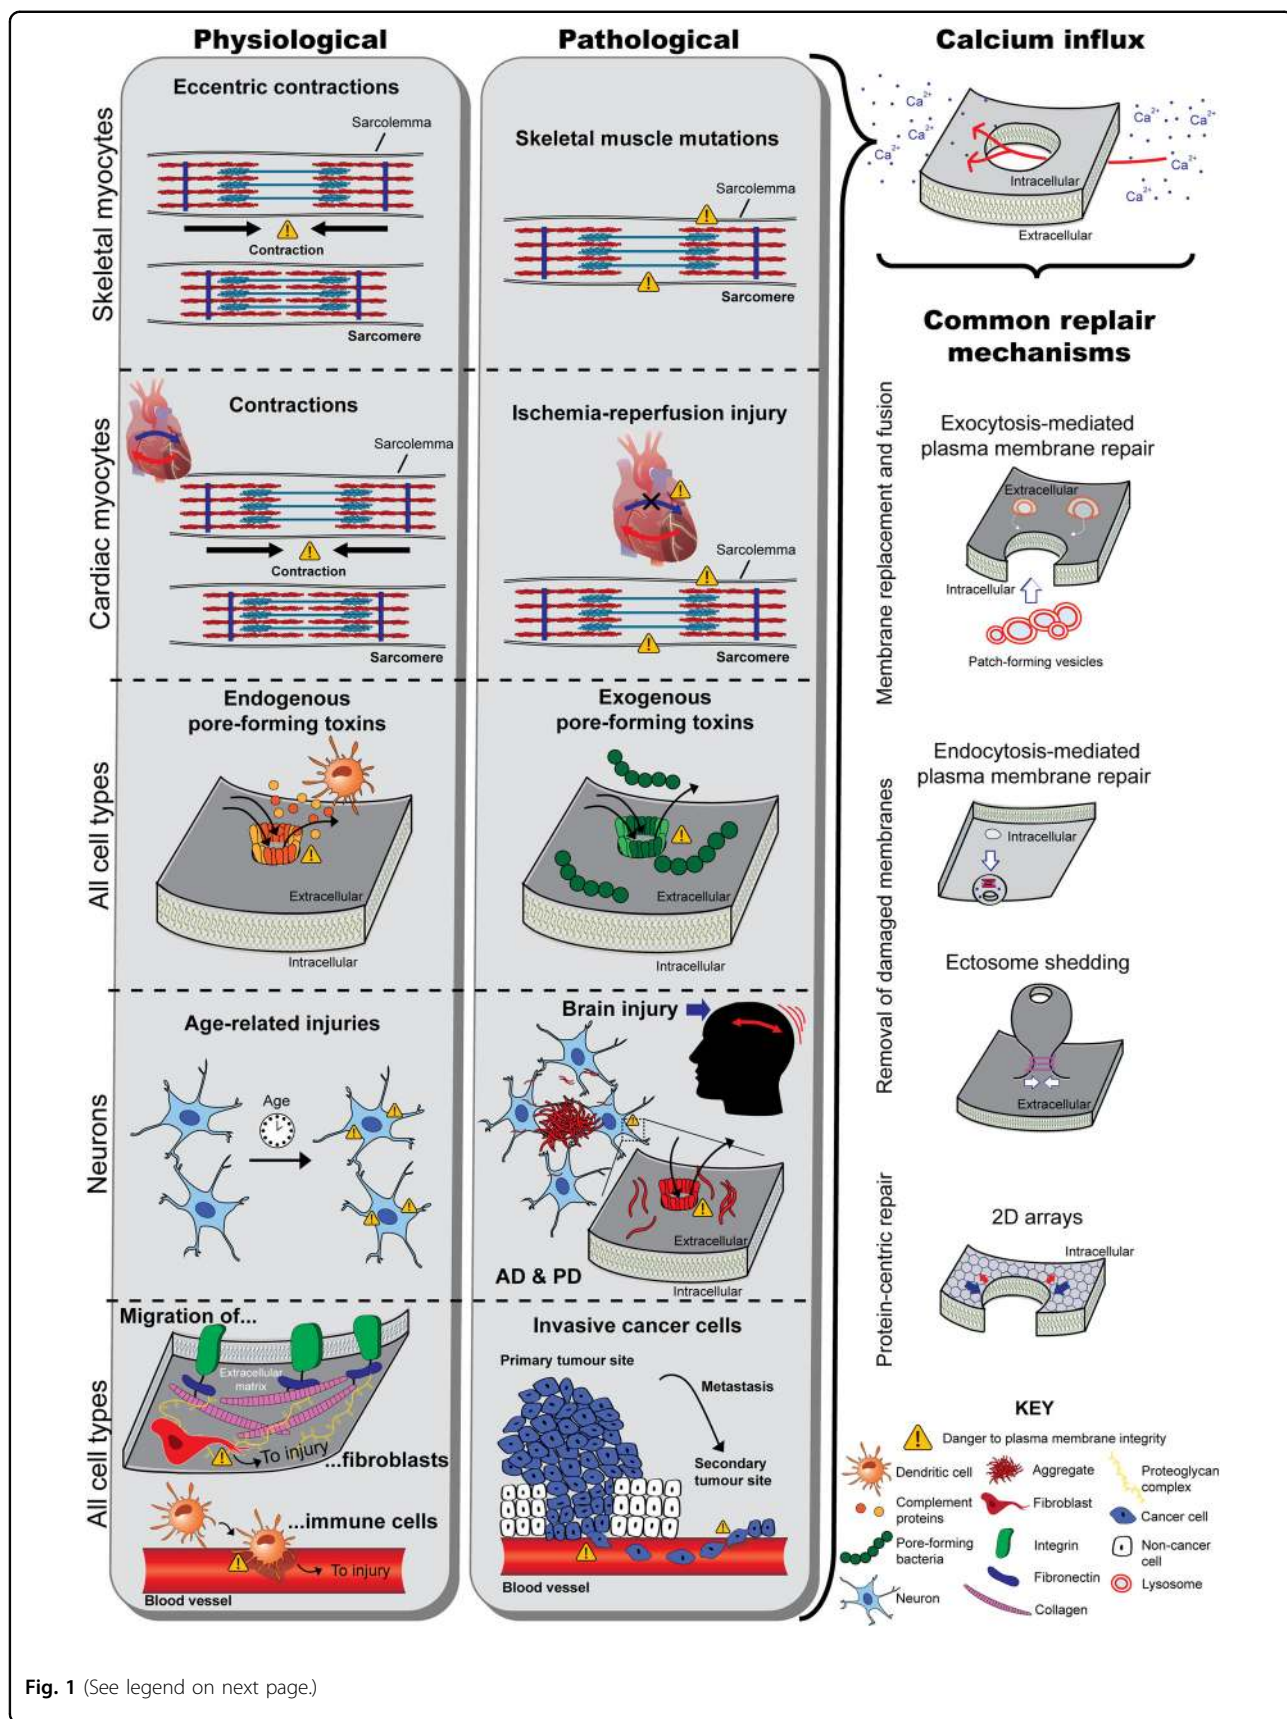 Physiological
Pathological
Calcium influx
Skeletal myocytes
Eccentric contractions
Sarcolemma
Contraction
Sarcomere
Skeletal muscle mutations
Sarcolemma
Sarcomere
Ca2+
Ca2+
Ca2+
Ca2+
Ca2+
Ca2+
Intracellular
Extracellular
Cardiac myocytes
Contractions
Sarcolemma
Contraction
Sarcomere
Ischemia-reperfusion injury
Sarcolemma
Sarcomere
All cell types
Endogenous
pore-forming toxins
Extracellular
Intracellular
Exogenous
pore-forming toxins
Extracellular
Intracellular
Neurons
Age-related injuries
Age
Brain injury
Extracellular
Intracellular
AD & PD
All cell types
Migration of...
Extracellular
matrix
To injury
...fibroblasts
...immune cells
To injury
Blood vessel
Invasive cancer cells
Primary tumour site
Metastasis
Secondary
tumour site
Blood vessel
Common replair
mechanisms
Membrane replacement and fusion
Exocytosis-mediated
plasma membrane repair
Extracellular
Intracellular
Patch-forming vesicles
Removal of damaged membranes
Endocytosis-mediated
plasma membrane repair
Intracellular
Ectosome shedding
Extracellular
Protein-centric repair
2D arrays
Intracellular
KEY
Danger to plasma membrane integrity
Dendritic cell
Aggregate
Proteoglycan
complex
Complement
proteins
Fibroblast
Cancer cell
Pore-forming
bacteria
Integrin
Non-cancer
cell
Fibronectin
Lysosome
Neuron
Collagen
Fig. 1 (See legend on next page.)